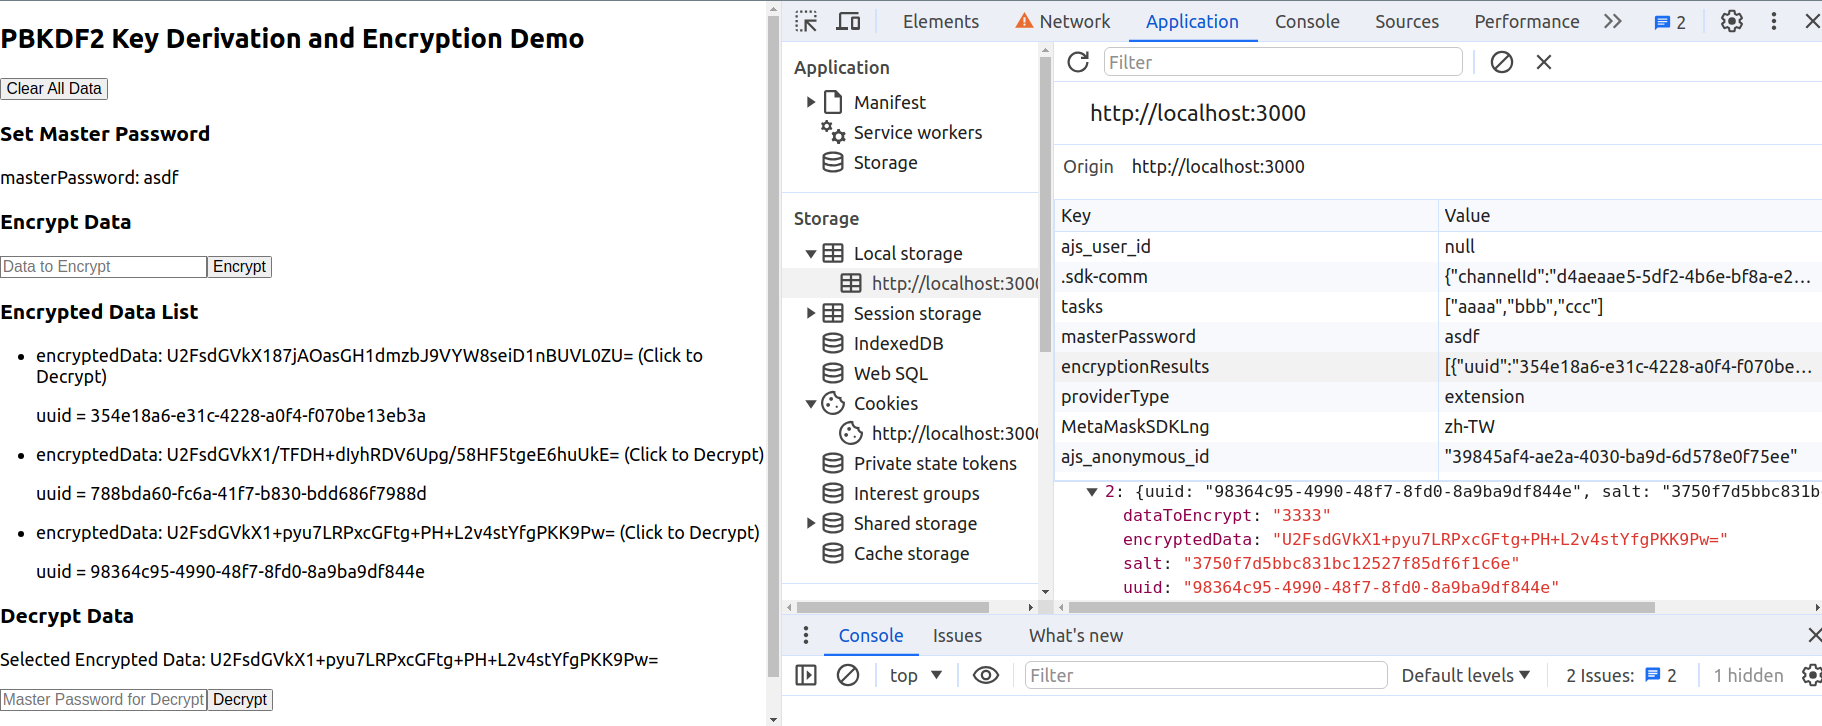 PBKDF2 Key Derivation and Encryption Demo
Clear All Data
Set Master Password
masterPassword: asdf
Encrypt Data
Data to Encrypt
Encrypt
Encrypted Data List
encryptedData: U2FsdGVkX187jAOasGH1dmzbJ9VYW8seiD1nBUVL0ZU= (Click to
Decrypt)
uuid = 354e18a6-e31c-4228-a0f4-f070be13eb3a
encryptedData: U2FsdGVkX1/TFDH+dIyhRDV6Upg/58HF5tgeE6huUkE= (Click to Decrypt)
uuid = 788bda60-fc6a-41f7-b830-bdd686f7988d
encryptedData: U2FsdGVkX1+pyu7LRPxcGFtg+PH+L2v4stYfgPKK9Pw= (Click to Decrypt)
uuid = 98364c95-4990-48f7-8fd0-8a9ba9df844e
Decrypt Data
Selected Encrypted Data: U2FsdGVkX1+pyu7LRPxcGFtg+PH+L2v4stYfgPKK9Pw=
Master Password for Decrypt
Decrypt
Elements Network Application Console Sources Performance 2
Application
Manifest
Service workers
Storage
Storage
Local storage
http://localhost:300
Session storage
IndexedDB
Web SQL
Cookies
http://localhost:300
Private state tokens
Interest groups
Shared storage
Cache storage
Filter
http://localhost:3000
Origin http://localhost:3000
Key Value
ajs_user_id null
.sdk-comm {"channelId":"d4aeaae5-5df2-4b6e-bf8a-e2…
tasks ["aaaa","bbb","ccc"]
masterPassword asdf
encryptionResults [{"uuid":"354e18a6-e31c-4228-a0f4-f070be…
providerType extension
MetaMaskSDKLng zh-TW
ajs_anonymous_id "39845af4-ae2a-4030-ba9d-6d578e0f75ee"
2: {uuid: "98364c95-4990-48f7-8fd0-8a9ba9df844e", salt: "3750f7d5bbc831b
dataToEncrypt: "3333"
encryptedData: "U2FsdGVkX1+pyu7LRPxcGFtg+PH+L2v4stYfgPKK9Pw="
salt: "3750f7d5bbc831bc12527f85df6f1c6e"
uuid: "98364c95-4990-48f7-8fd0-8a9ba9df844e"
Console Issues What's new
top Filter Default levels 2 Issues: 2 1 hidden